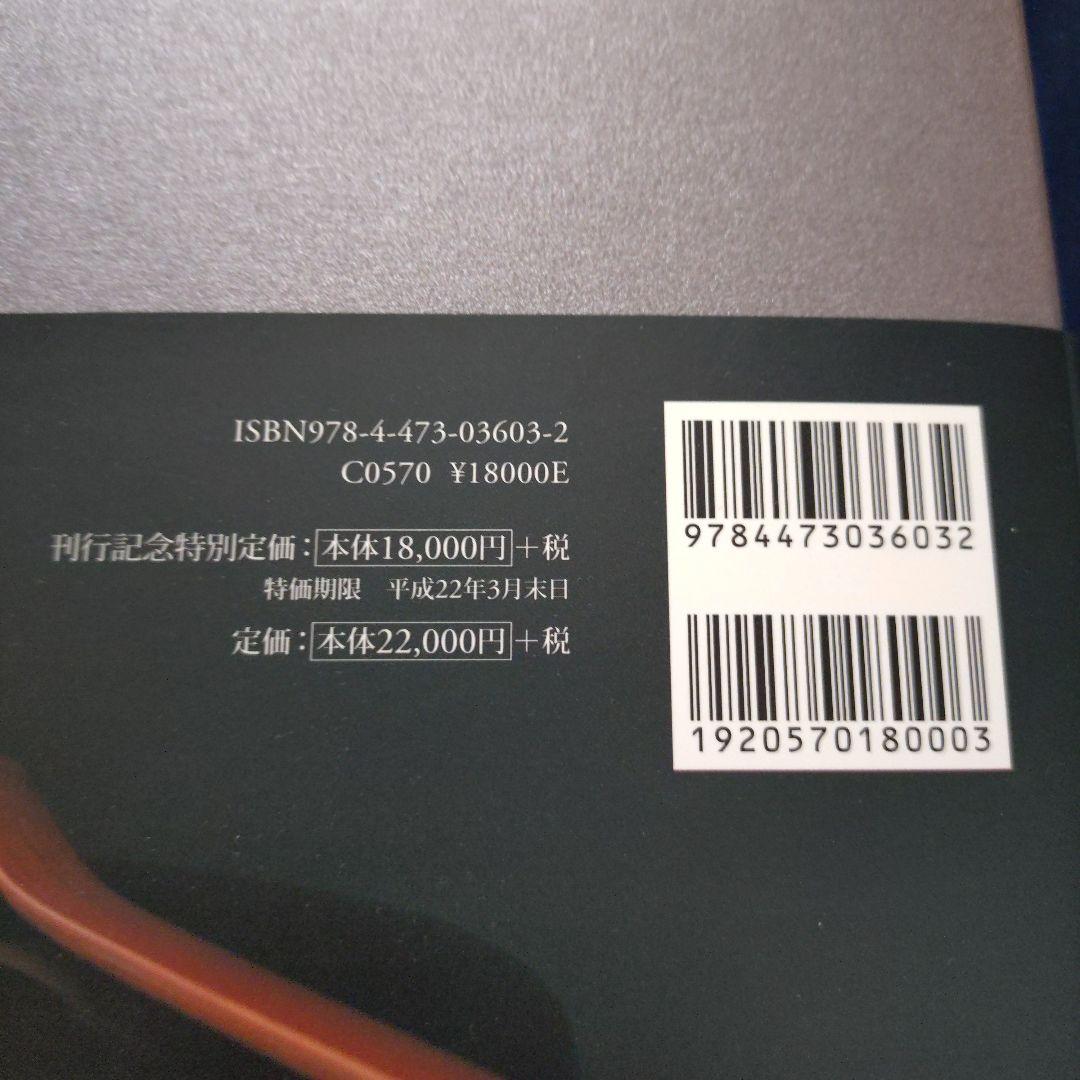 ISBN978-4-473-03603-2
C0570 ¥18000E
刊行記念特別定価：本体18,000円＋税
特価期限　平成22年3月末日
定価：本体22,000円＋税
9784473036032
1920570180003